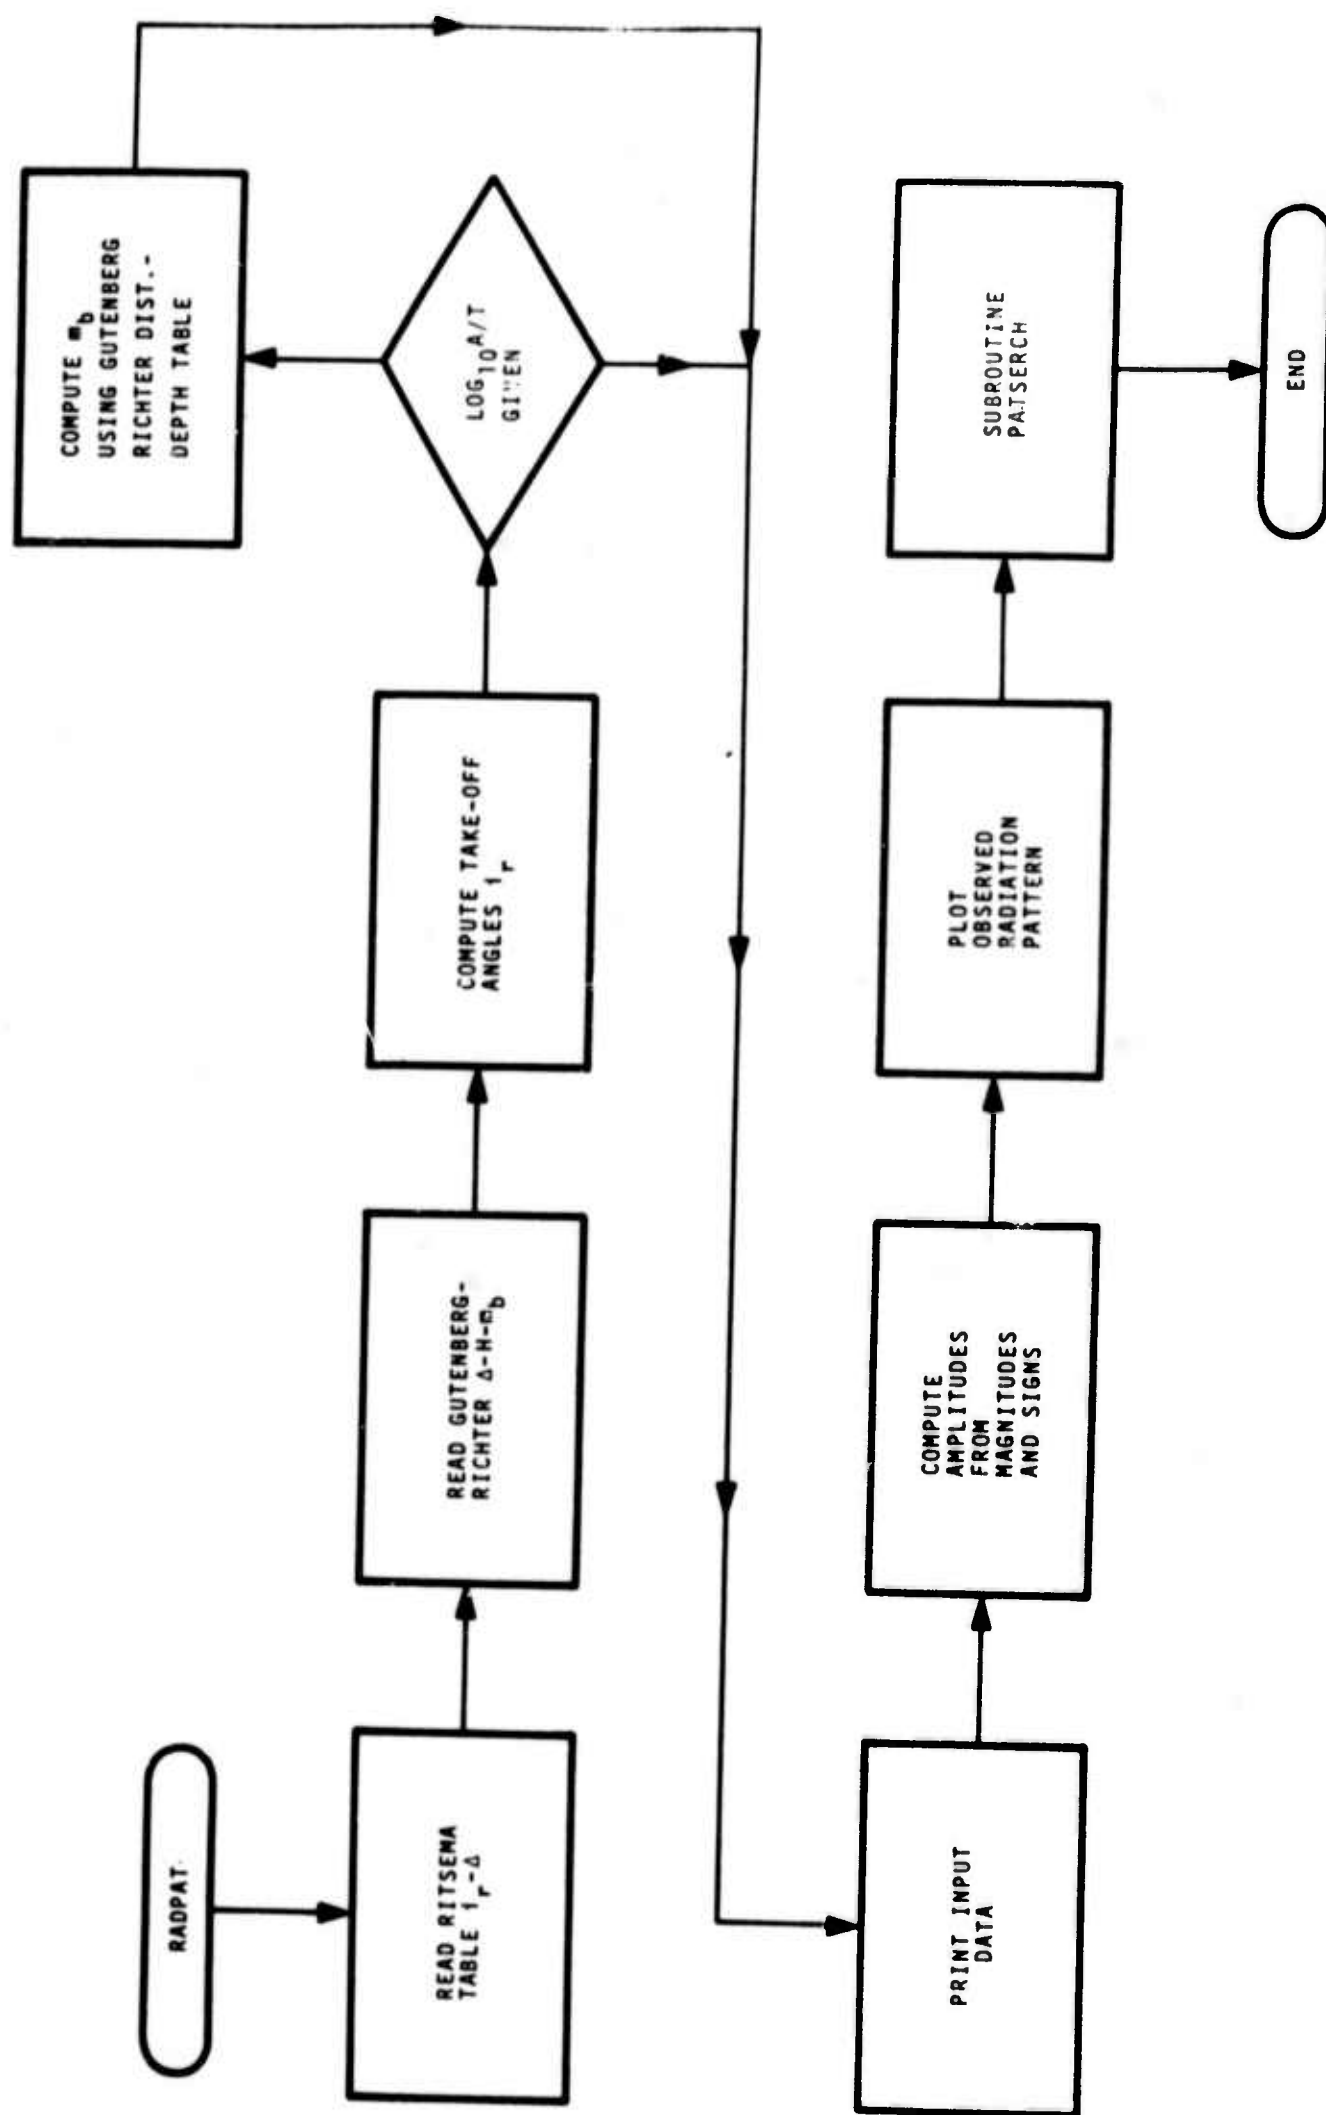 RADPAT
READ RITSEMA
TABLE i_r-Δ
READ GUTENBERG-
RICHTER Δ-H-m_b
COMPUTE TAKE-OFF
ANGLES i_r
LOG_10 A/T
GIVEN
COMPUTE m_b
USING GUTENBERG
RICHTER DIST.-
DEPTH TABLE
PRINT INPUT
DATA
COMPUTE
AMPLITUDES
FROM
MAGNITUDES
AND SIGNS
PLOT
OBSERVED
RADIATION
PATTERN
SUBROUTINE
PATSERCH
END